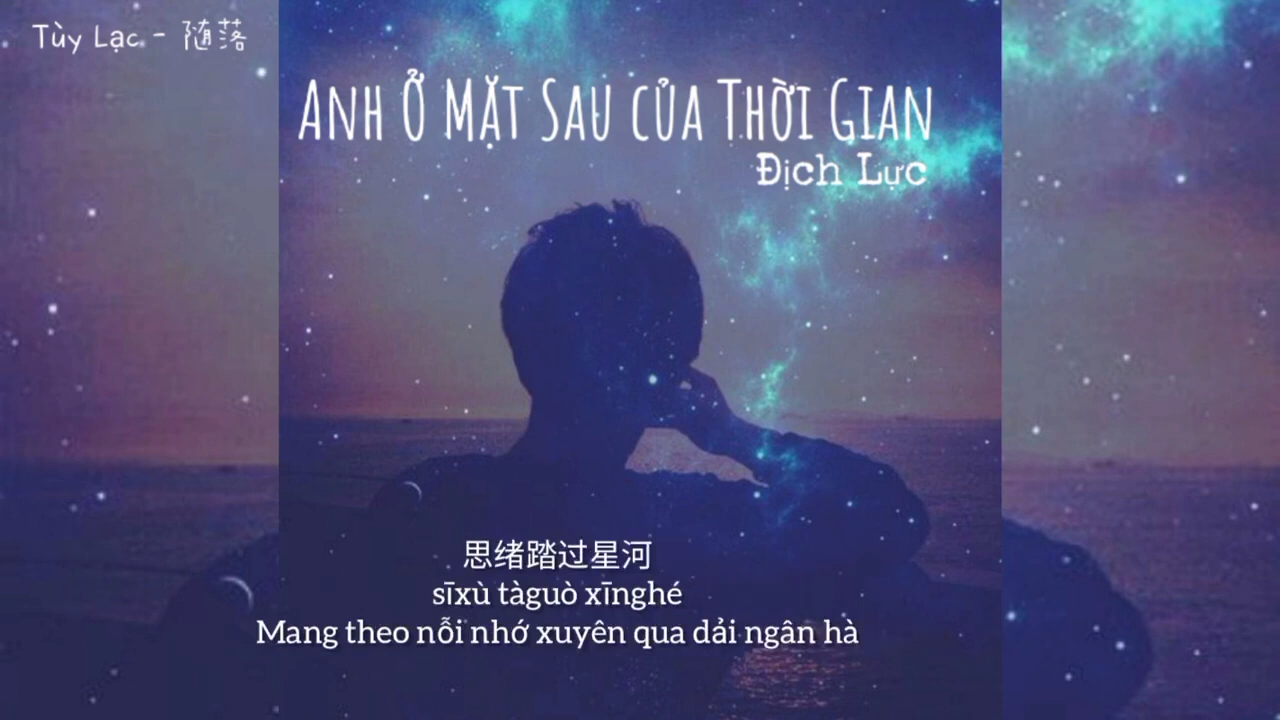 Tùy Lạc - 随落
ANH Ở MẶT SAU CỦA THỜI GIAN
Địch Lực
思绪踏过星河
sīxù tàguò xīnghé
Mang theo nỗi nhớ xuyên qua dải ngân hà